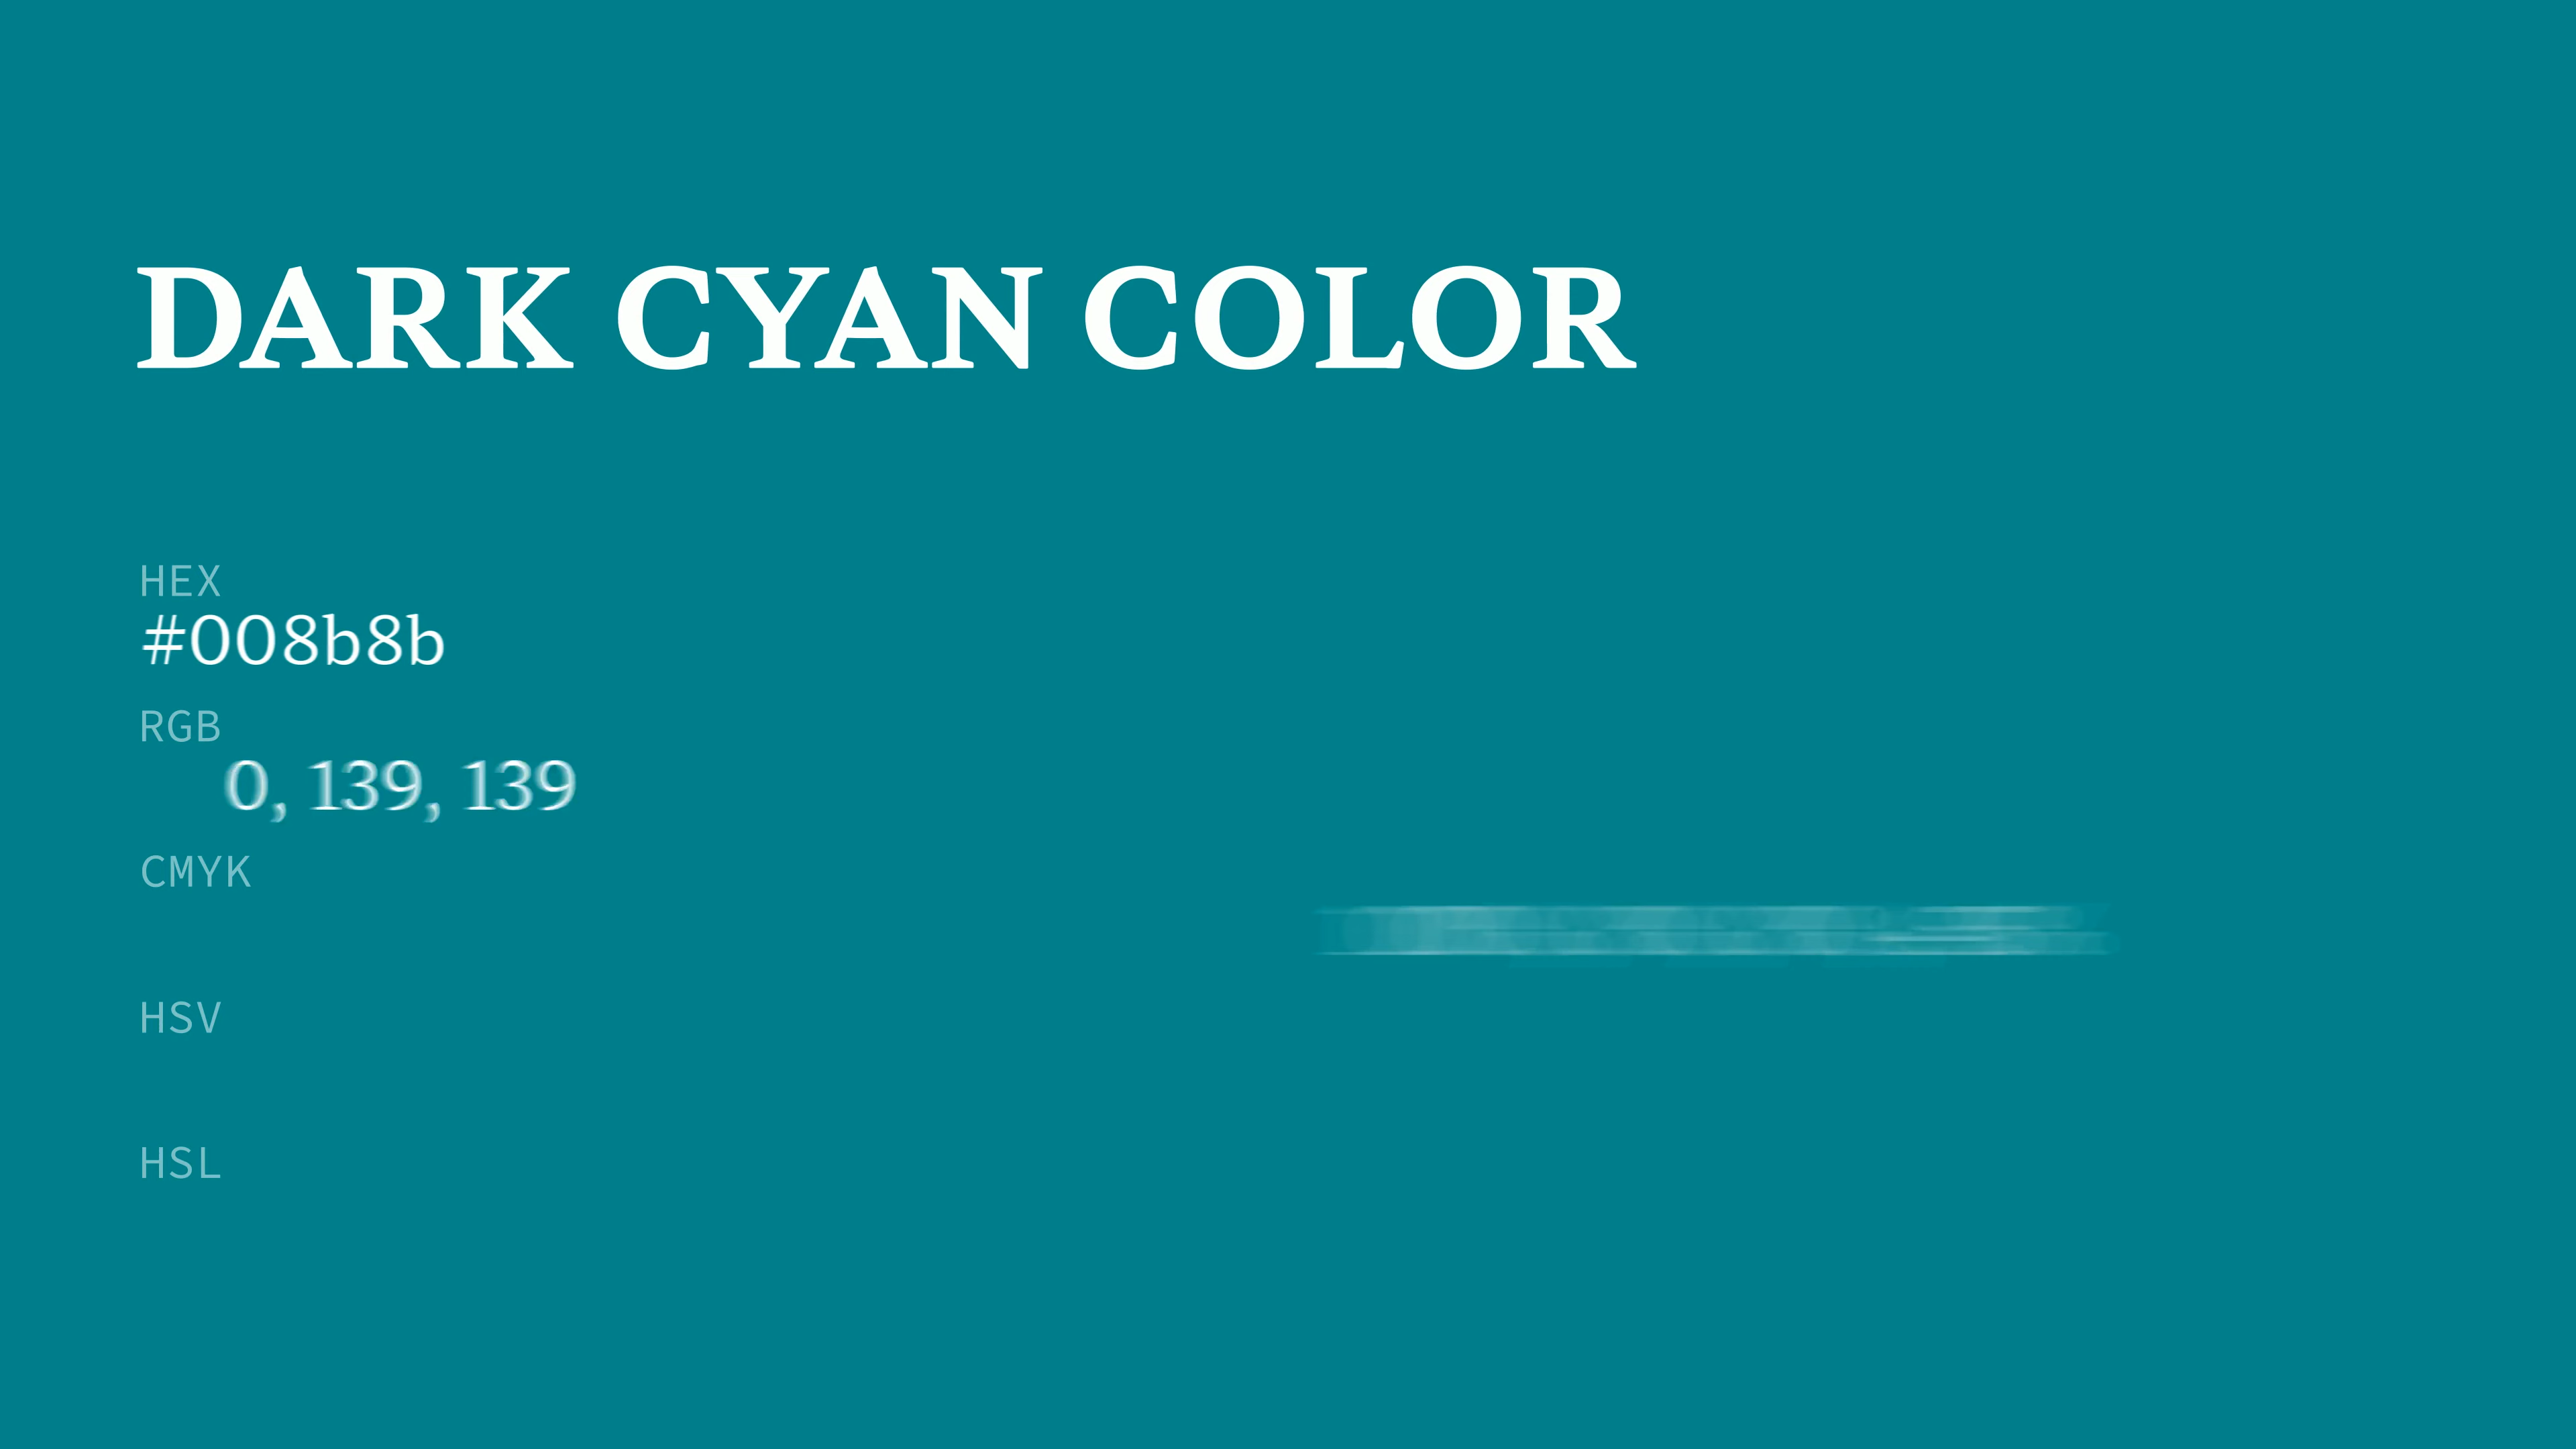 DARK CYAN COLOR
HEX
#008b8b
RGB
0, 139, 139
CMYK
HSV
HSL